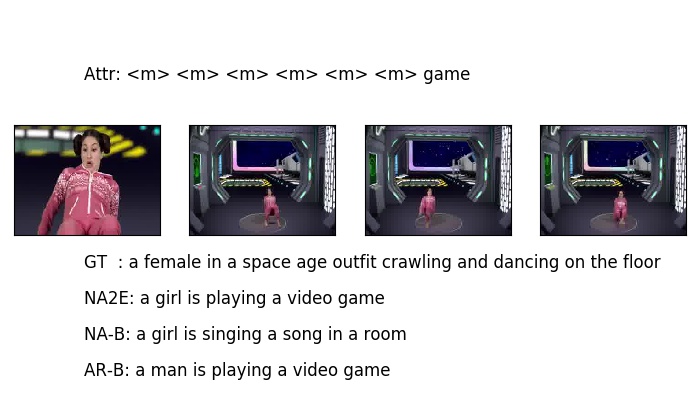 Attr: <m> <m> <m> <m> <m> <m> game
GT  : a female in a space age outfit crawling and dancing on the floor
NA2E: a girl is playing a video game
NA-B: a girl is singing a song in a room
AR-B: a man is playing a video game